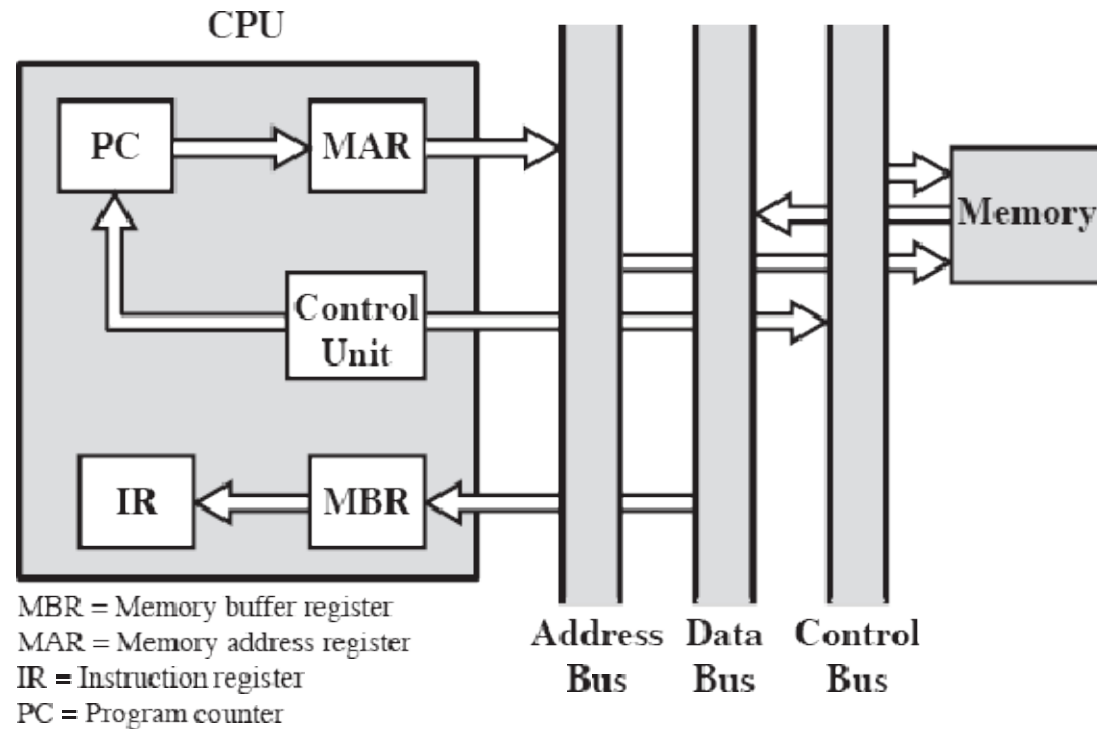 CPU
PC
MAR
Memory
Control
Unit
IR
MBR
MBR = Memory buffer register
MAR = Memory address register
IR = Instruction register
PC = Program counter
Address
Bus
Data
Bus
Control
Bus